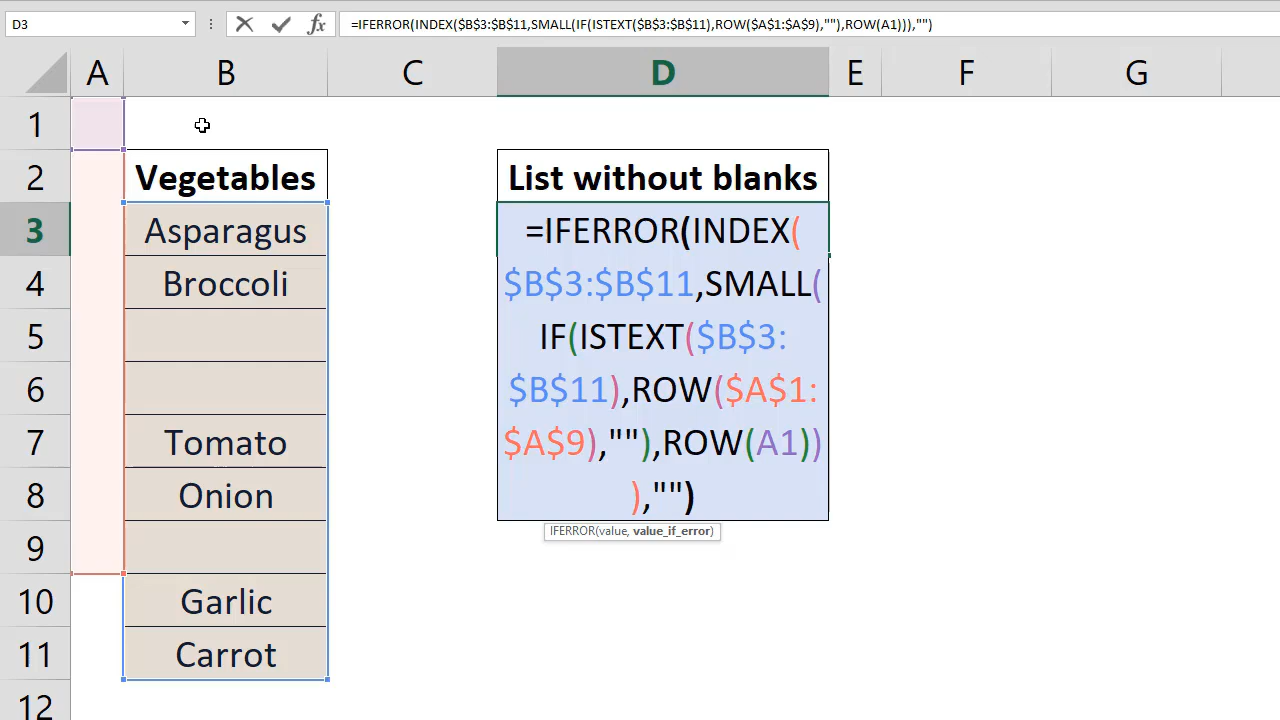 D3 =IFERROR(INDEX($B$3:$B$11,SMALL(IF(ISTEXT($B$3:$B$11),ROW($A$1:$A$9),""),ROW(A1))),"")
A B C D E F G
1
2 Vegetables List without blanks
3 Asparagus =IFERROR(INDEX(
4 Broccoli $B$3:$B$11,SMALL(
5 IF(ISTEXT($B$3:
6 $B$11),ROW($A$1:
7 Tomato $A$9),""),ROW(A1))
8 Onion ),"")
IFERROR(value, value_if_error)
9
10 Garlic
11 Carrot
12